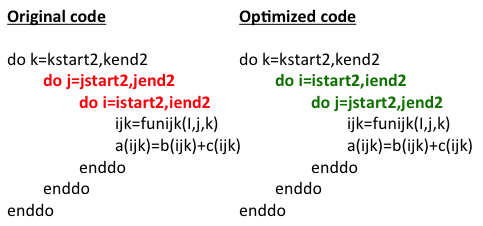 Original code
do k=kstart2,kend2
do j=jstart2,jend2
do i=istart2,iend2
ijk=funijk(I,j,k)
a(ijk)=b(ijk)+c(ijk)
enddo
enddo
enddo
Optimized code
do k=kstart2,kend2
do i=istart2,iend2
do j=jstart2,jend2
ijk=funijk(I,j,k)
a(ijk)=b(ijk)+c(ijk)
enddo
enddo
enddo